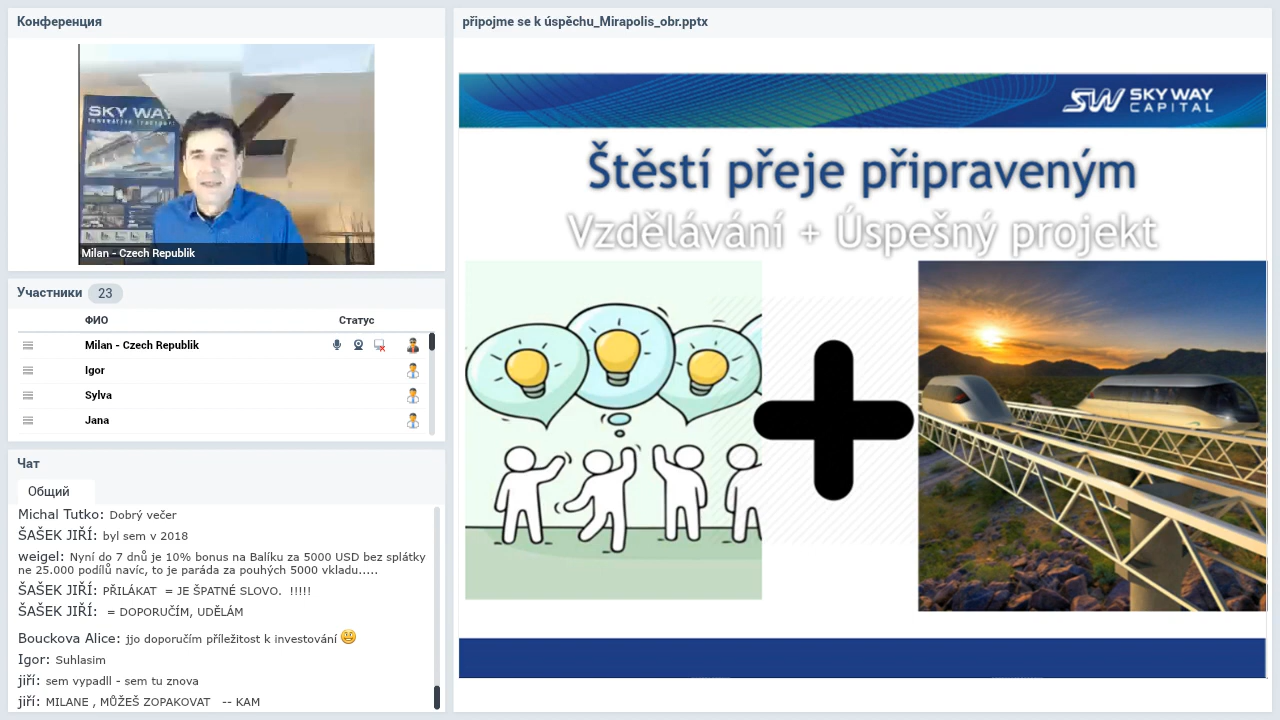 Конференция
SKY WAY
Innovative transport
Milan - Czech Republik
Участники 23
ФИО Статус
Milan - Czech Republik
Igor
Sylva
Jana
Чат
Общий
Michal Tutko: Dobrý večer
ŠAŠEK JIŘÍ: byl sem v 2018
weigel: Nyní do 7 dnů je 10% bonus na Balíku za 5000 USD bez splátky
ne 25.000 podílů navíc, to je paráda za pouhých 5000 vkladu.....
ŠAŠEK JIŘÍ: PŘILÁKAT = JE ŠPATNÉ SLOVO. !!!!!
ŠAŠEK JIŘÍ: = DOPORUČÍM, UDĚLÁM
Bouckova Alice: jjo doporučím příležitost k investování
Igor: Suhlasim
jiří: sem vypadll - sem tu znova
jiří: MILANE , MŮŽEŠ ZOPAKOVAT -- KAM
připojme se k úspěchu_Mirapolis_obr.pptx
SW SKY WAY
CAPITAL
Štěstí přeje připraveným
Vzdělávání + Úspešný projekt